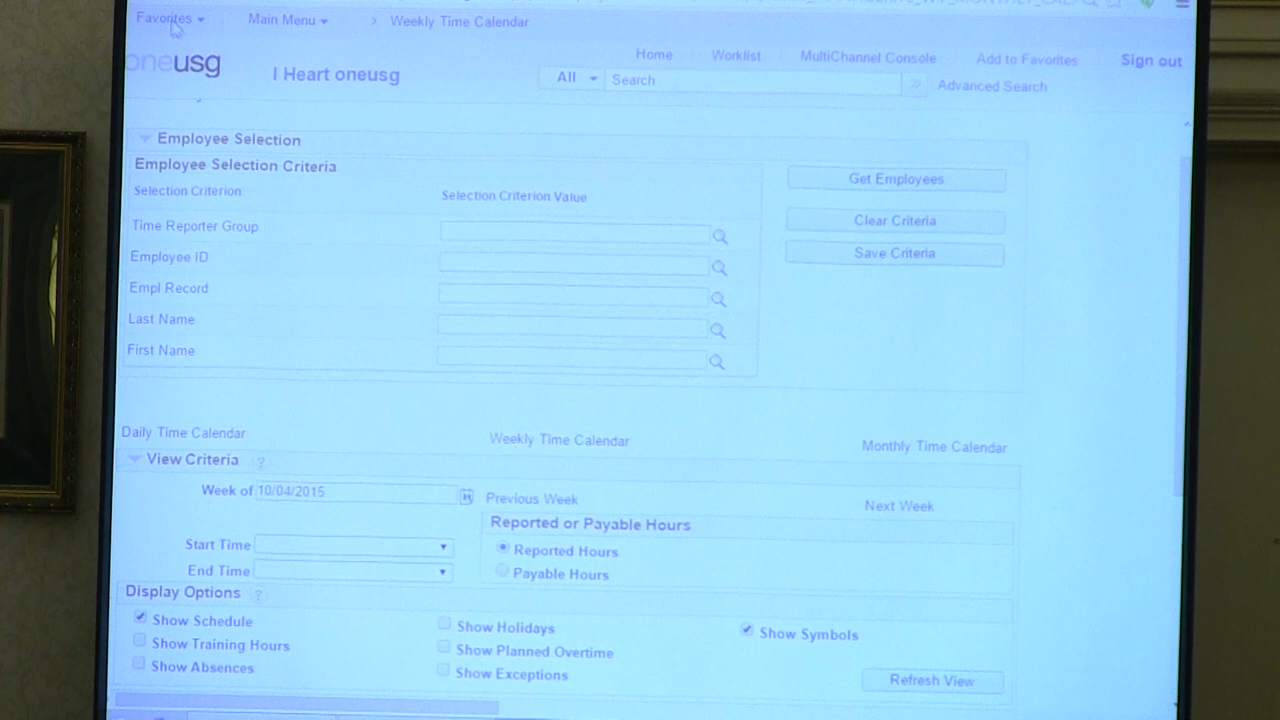 Favorites Main Menu > Weekly Time Calendar
Home Worklist MultiChannel Console Add to Favorites Sign out
oneusg I Heart oneusg
All Search » Advanced Search
Employee Selection
Employee Selection Criteria
Selection Criterion Selection Criterion Value
Get Employees
Time Reporter Group
Clear Criteria
Employee ID
Save Criteria
Empl Record
Last Name
First Name
Daily Time Calendar Weekly Time Calendar Monthly Time Calendar
View Criteria ?
Week of 10/04/2015 Previous Week Next Week
Reported or Payable Hours
Start Time Reported Hours
End Time Payable Hours
Display Options ?
Show Schedule Show Holidays Show Symbols
Show Training Hours Show Planned Overtime
Show Absences Show Exceptions Refresh View